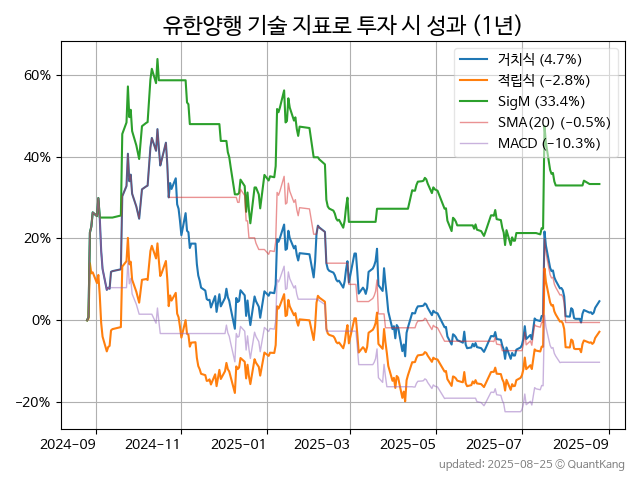 유한양행 기술 지표로 투자 시 성과 (1년)
거치식 (4.7%)
적립식 (−2.8%)
SigM (33.4%)
SMA(20) (−0.5%)
MACD (−10.3%)
60%
40%
20%
0%
−20%
2024-09 2024-11 2025-01 2025-03 2025-05 2025-07 2025-09
updated: 2025-08-25 © QuantKang